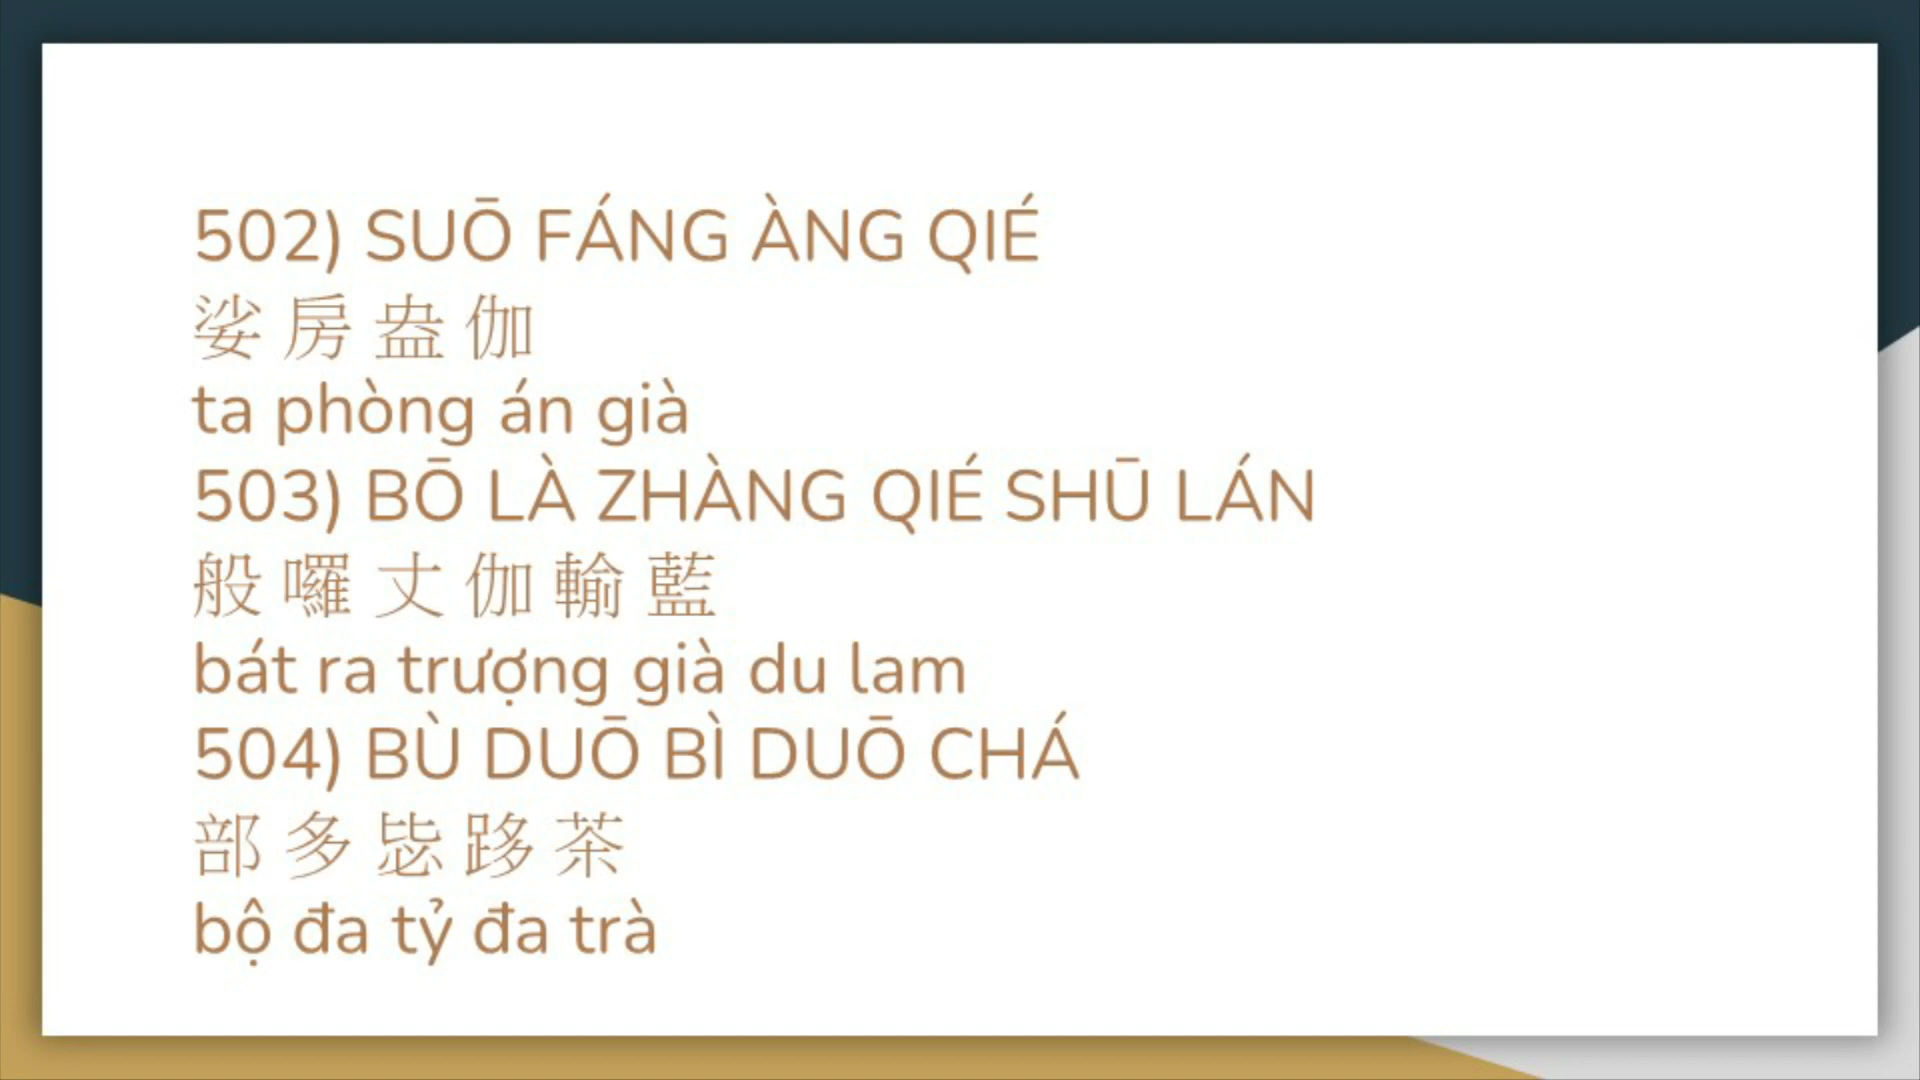 502) SUŌ FÁNG ÀNG QIÉ
娑 房 盎 伽
ta phòng án già
503) BŌ LÀ ZHÀNG QIÉ SHŪ LÁN
般 囉 丈 伽 輸 藍
bát ra trượng già du lam
504) BÙ DUŌ BÌ DUŌ CHÁ
部 多 毖 跢 茶
bộ đa tỷ đa trà